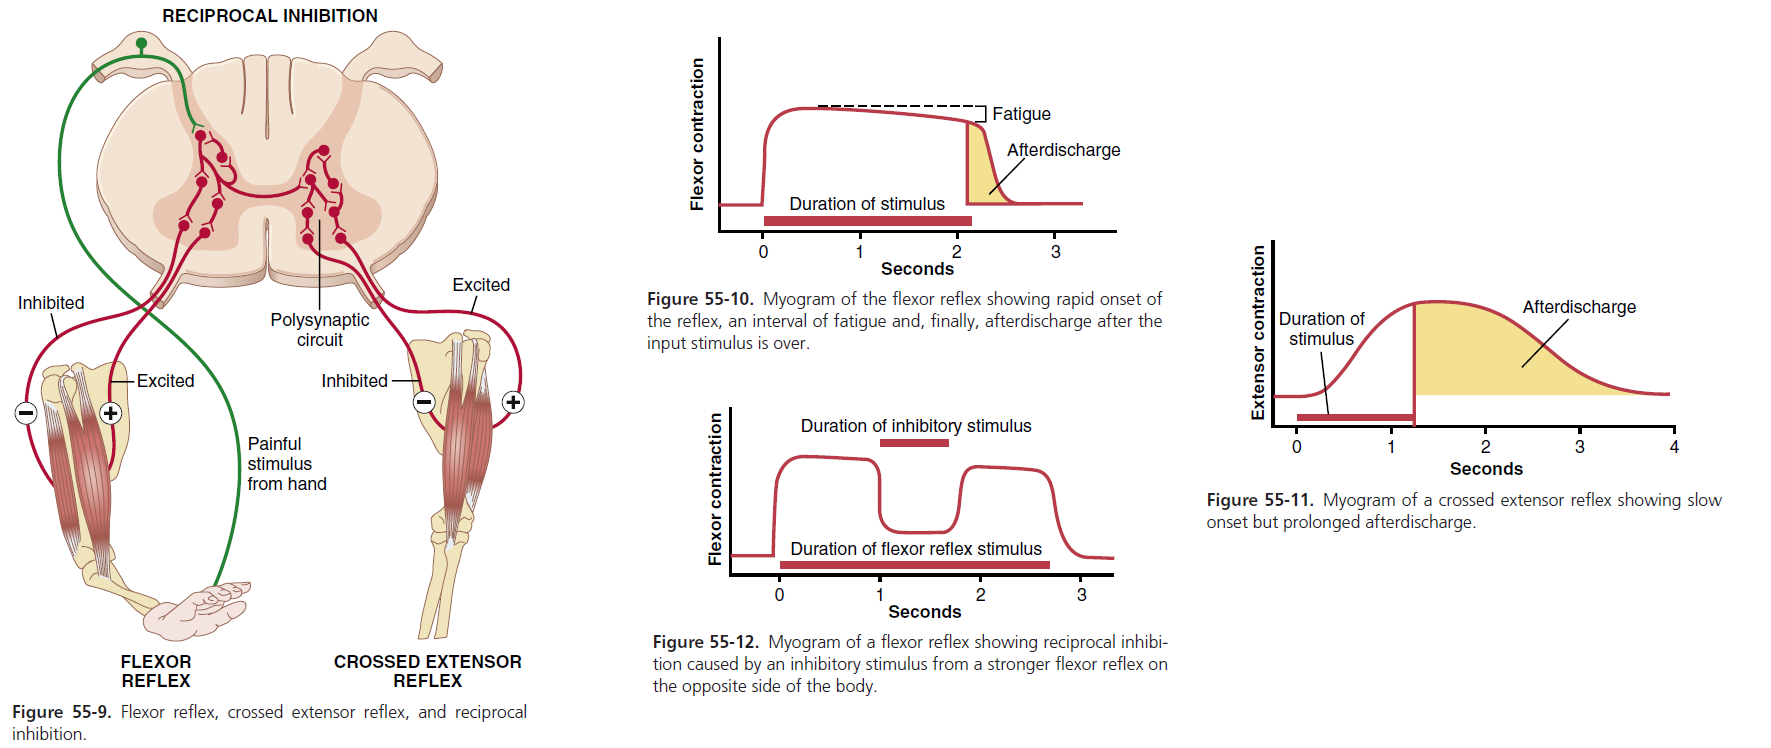 RECIPROCAL INHIBITION
Inhibited
Excited
Polysynaptic
circuit
Excited
Inhibited
−
+
−
+
Painful
stimulus
from hand
FLEXOR
REFLEX
CROSSED EXTENSOR
REFLEX
Figure 55-9. Flexor reflex, crossed extensor reflex, and reciprocal
inhibition.
Flexor contraction
Fatigue
Afterdischarge
Duration of stimulus
0 1 2 3
Seconds
Figure 55-10. Myogram of the flexor reflex showing rapid onset of
the reflex, an interval of fatigue and, finally, afterdischarge after the
input stimulus is over.
Flexor contraction
Duration of inhibitory stimulus
Duration of flexor reflex stimulus
0 1 2 3
Seconds
Figure 55-12. Myogram of a flexor reflex showing reciprocal inhibi-
tion caused by an inhibitory stimulus from a stronger flexor reflex on
the opposite side of the body.
Extensor contraction
Duration of
stimulus
Afterdischarge
0 1 2 3 4
Seconds
Figure 55-11. Myogram of a crossed extensor reflex showing slow
onset but prolonged afterdischarge.